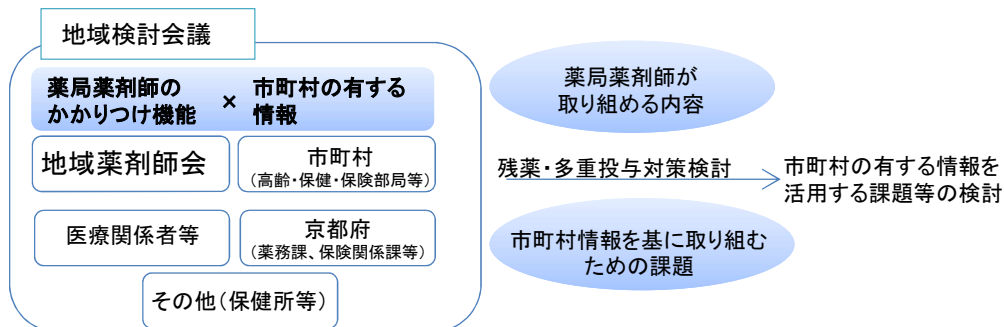 地域検討会議
薬局薬剤師の
かかりつけ機能
×
市町村の有する
情報
地域薬剤師会
市町村
(高齢・保健・保険部局等)
医療関係者等
京都府
(薬務課、保険関係課等)
その他(保健所等)
薬局薬剤師が
取り組める内容
残薬・多重投与対策検討
市町村の有する情報を
活用する課題等の検討
市町村情報を基に取り組む
ための課題